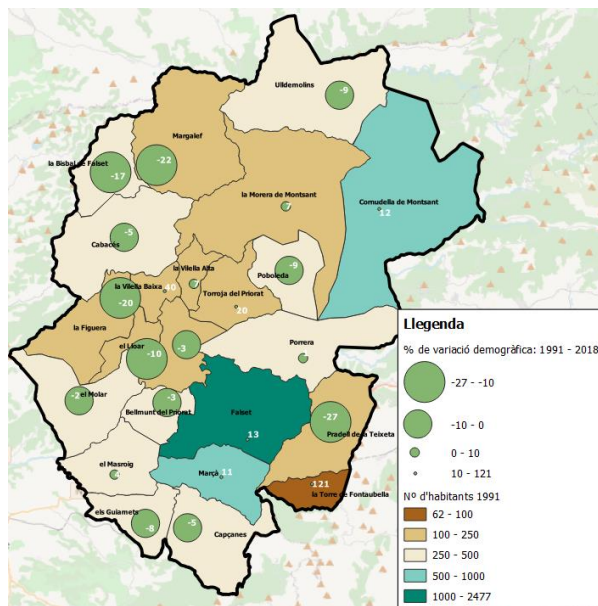 Ulldemolins
-9
Margalef
-22
la Bisbal de Falset
-17
la Morera de Montsant
7
Cornudella de Montsant
12
-5
Cabacés
la Vilella Alta
-9
Poboleda
la Vilella Baixa
40
-20
Torroja del Priorat
20
la Figuera
el Lloar
-3
-10
Porrera
el Molar
-3
Bellmunt del Priorat
Falset
13
-27
Pradell de la Teixeta
el Masroig
Marçà
11
121
la Torre de Fontaubella
els Guiamets
-8
-5
Capçanes
Llegenda
% de variació demogràfica: 1991 - 2018
-27 - -10
-10 - 0
0 - 10
10 - 121
Nº d'habitants 1991
62 - 100
100 - 250
250 - 500
500 - 1000
1000 - 2477